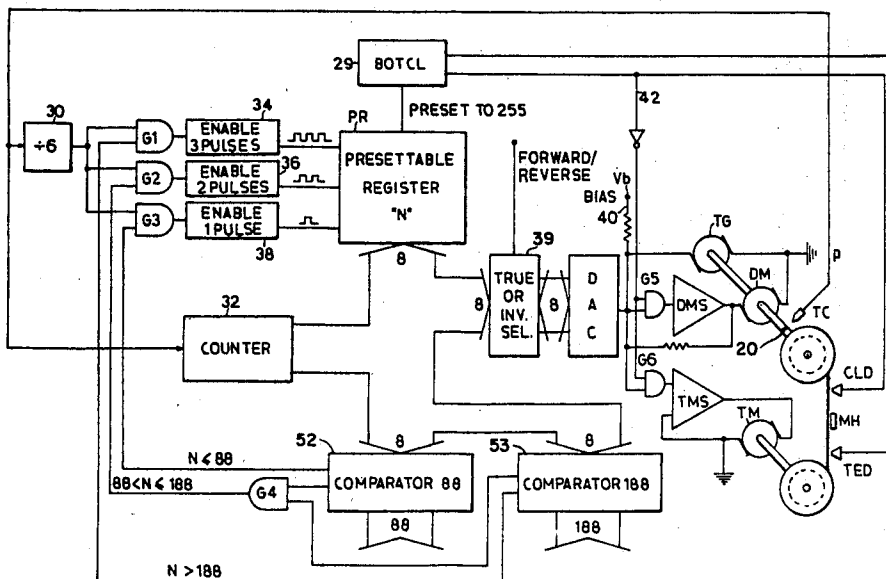 29
BOTCL
42
30
÷6
34
PR
PRESET TO 255
G1
ENABLE
3 PULSES
36
G2
ENABLE
2 PULSES
G3
ENABLE
1 PULSE
38
PRESETTABLE
REGISTER
"N"
8
FORWARD/
REVERSE
Vb
BIAS
40
39
TRUE
OR
INV.
SEL.
8
8
D
A
C
TG
DM
G5
DMS
P
TC
20
G6
TMS
TM
CLD
MH
TED
32
COUNTER
52
8
8
53
N≤88
88<N≤188
G4
COMPARATOR 88
88
COMPARATOR 188
188
N>188